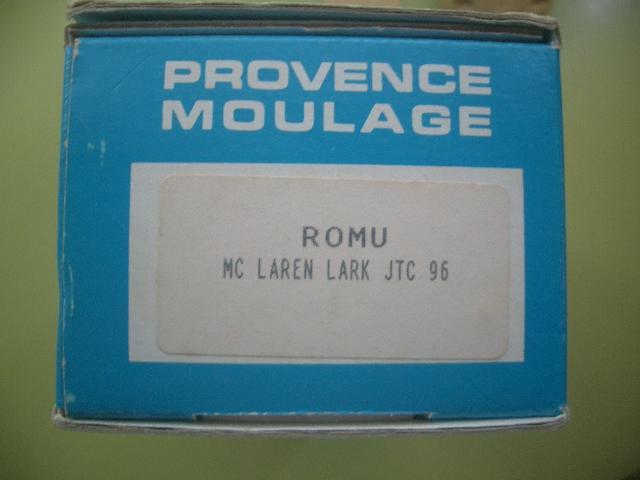 PROVENCE
MOULAGE
ROMU
MC LAREN LARK JTC 96